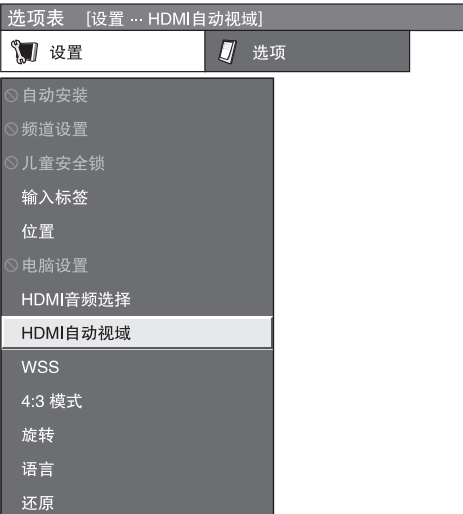 选项表 [设置 ··· HDMI自动视域]
设置 选项
自动安装
频道设置
儿童安全锁
输入标签
位置
电脑设置
HDMI音频选择
HDMI自动视域
WSS
4:3 模式
旋转
语言
还原